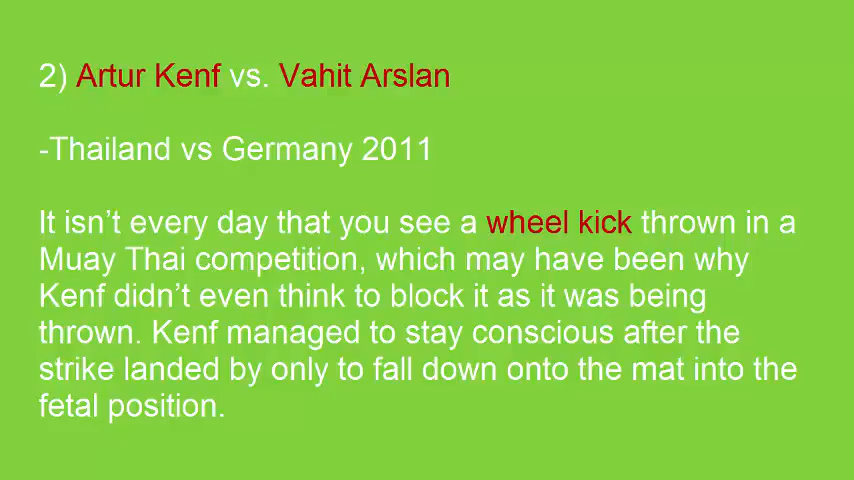 2) Artur Kenf vs. Vahit Arslan
-Thailand vs Germany 2011
It isn’t every day that you see a wheel kick thrown in a
Muay Thai competition, which may have been why
Kenf didn’t even think to block it as it was being
thrown. Kenf managed to stay conscious after the
strike landed by only to fall down onto the mat into the
fetal position.